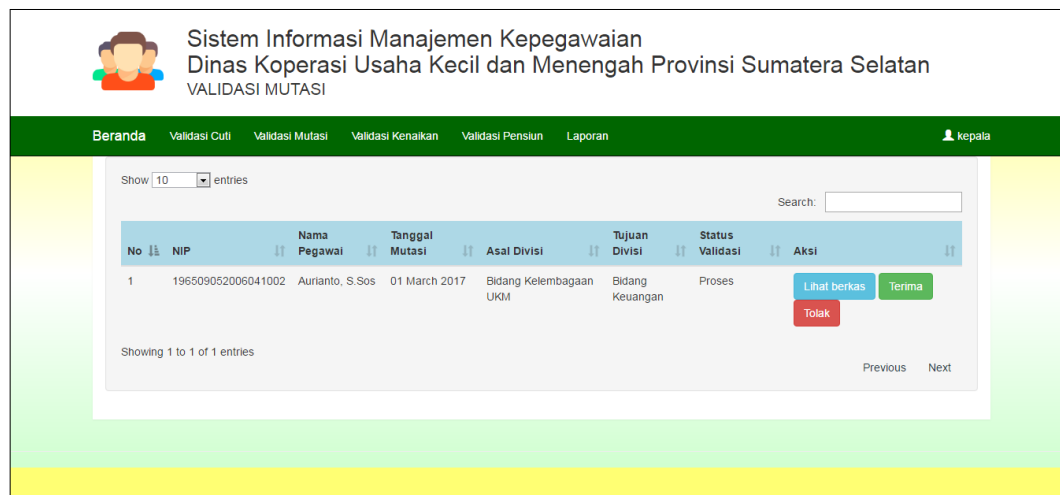 Sistem Informasi Manajemen Kepegawaian
Dinas Koperasi Usaha Kecil dan Menengah Provinsi Sumatera Selatan
VALIDASI MUTASI
Beranda Validasi Cuti Validasi Mutasi Validasi Kenaikan Validasi Pensiun Laporan kepala
Show 10 entries
Search:
No NIP Nama Pegawai Tanggal Mutasi Asal Divisi Tujuan Divisi Status Validasi Aksi
1 196509052006041002 Aurianto, S.Sos 01 March 2017 Bidang Kelembagaan UKM Bidang Keuangan Proses Lihat berkas Terima
Tolak
Showing 1 to 1 of 1 entries
Previous Next